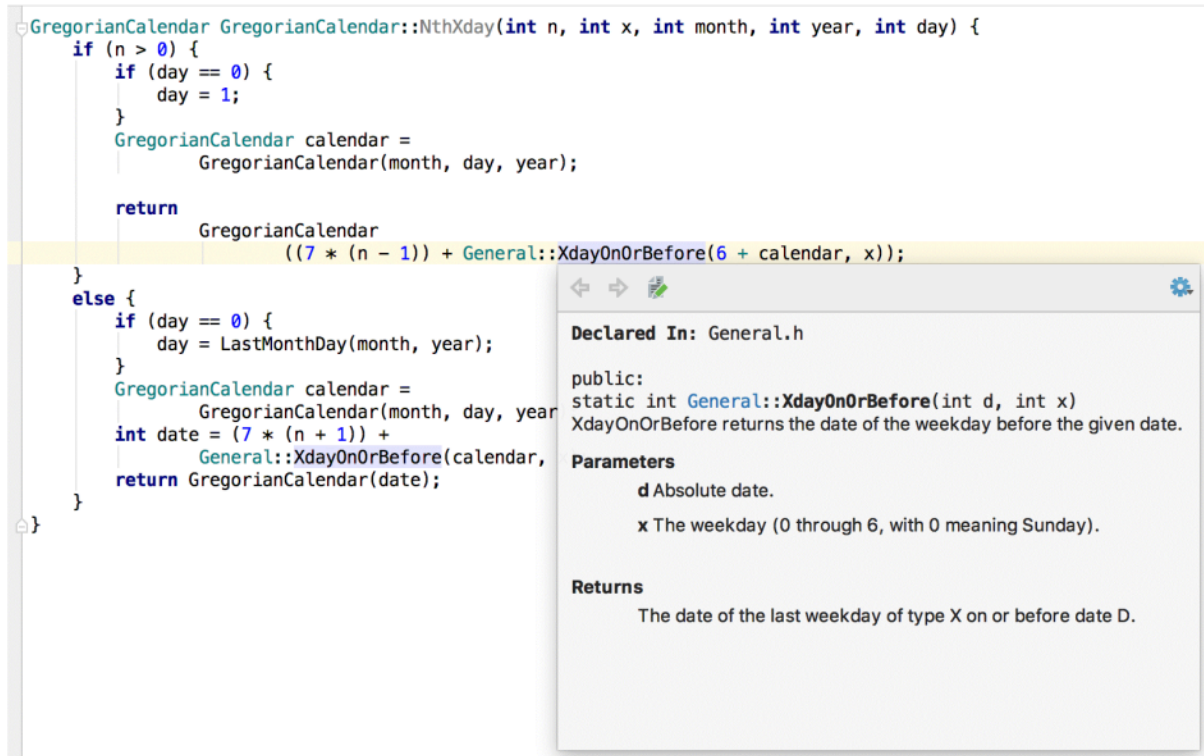 GregorianCalendar GregorianCalendar::NthXday(int n, int x, int month, int year, int day) {
    if (n > 0) {
        if (day == 0) {
            day = 1;
        }
        GregorianCalendar calendar =
                GregorianCalendar(month, day, year);
        return
                GregorianCalendar
                        ((7 * (n - 1)) + General::XdayOnOrBefore(6 + calendar, x));
    }
    else {
        if (day == 0) {
            day = LastMonthDay(month, year);
        }
        GregorianCalendar calendar =
                GregorianCalendar(month, day, year
        int date = (7 * (n + 1)) +
                General::XdayOnOrBefore(calendar,
        return GregorianCalendar(date);
    }
}
Declared In: General.h
public:
static int General::XdayOnOrBefore(int d, int x)
XdayOnOrBefore returns the date of the weekday before the given date.
Parameters
d Absolute date.
x The weekday (0 through 6, with 0 meaning Sunday).
Returns
The date of the last weekday of type X on or before date D.